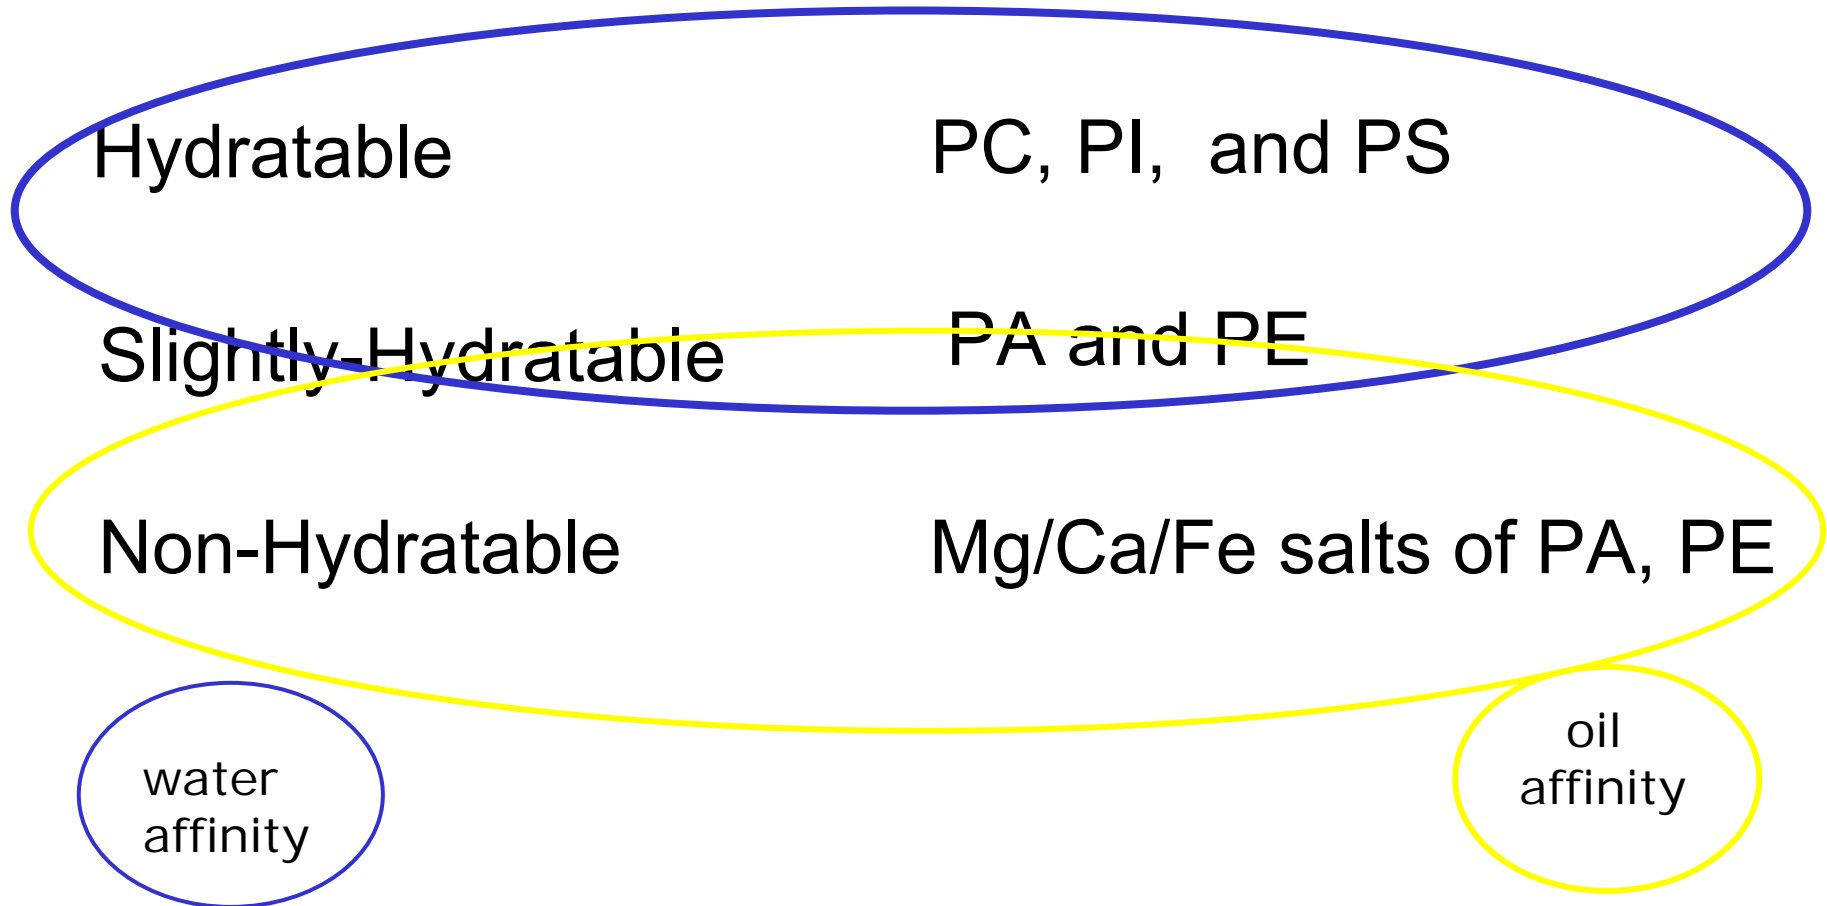 Hydratable PC, PI, and PS
Slightly-Hydratable PA and PE
Non-Hydratable Mg/Ca/Fe salts of PA, PE
water
affinity
oil
affinity